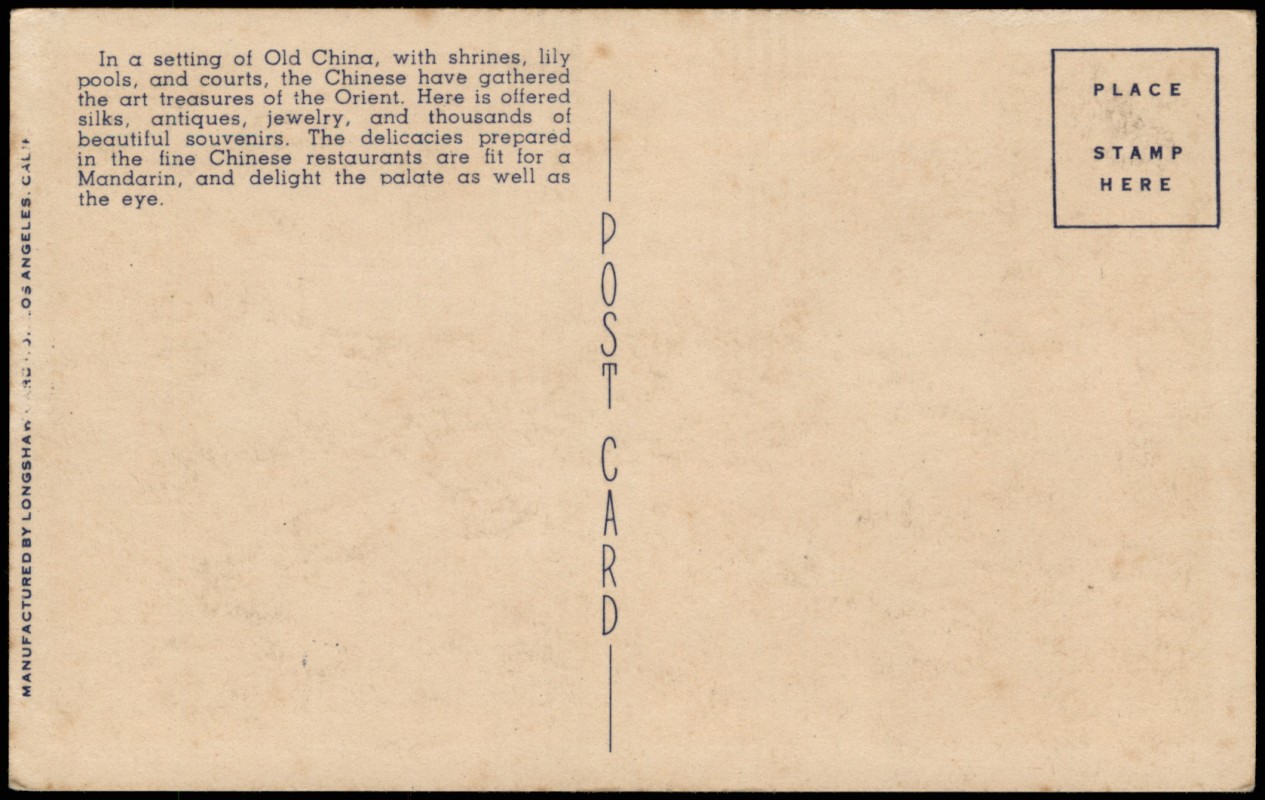 In a setting of Old China, with shrines, lily
pools, and courts, the Chinese have gathered
the art treasures of the Orient. Here is offered
silks, antiques, jewelry, and thousands of
beautiful souvenirs. The delicacies prepared
in the fine Chinese restaurants are fit for a
Mandarin, and delight the palate as well as
the eye.
PLACE
STAMP
HERE
POST CARD
MANUFACTURED BY LONGSHAW LOS ANGELES, CALIF